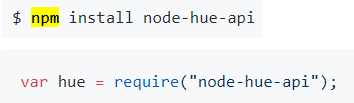 $ npm install node-hue-api
var hue = require("node-hue-api");